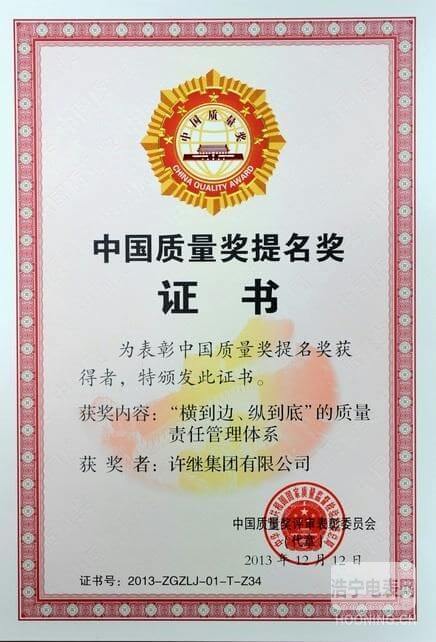 中国质量奖
CHINA QUALITY AWARD
中国质量奖提名奖
证 书
为表彰中国质量奖提名奖获
得者，特颁发此证书。
获奖内容：“横到边、纵到底”的质量
责任管理体系
获 奖 者：许继集团有限公司
中国质量奖评审表彰委员会
（代章）
2013 年 12 月 12 日
证书号：2013-ZGZLJ-01-T-Z34
浩宁电表网
HOONING.CN